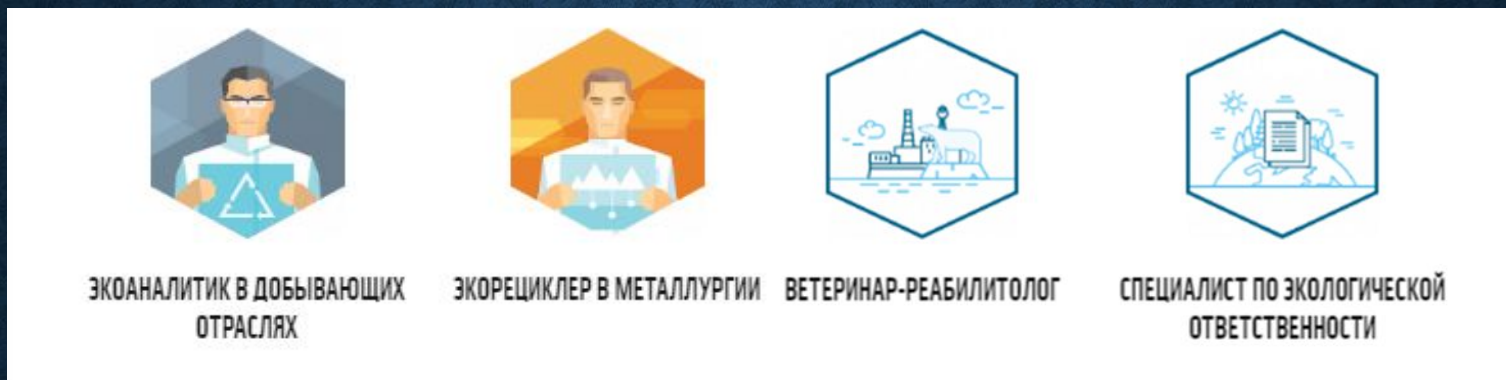 ЭКОАНАЛИТИК В ДОБЫВАЮЩИХ
ОТРАСЛЯХ
ЭКОРЕЦИКЛЕР В МЕТАЛЛУРГИИ
ВЕТЕРИНАР-РЕАБИЛИТОЛОГ
СПЕЦИАЛИСТ ПО ЭКОЛОГИЧЕСКОЙ
ОТВЕТСТВЕННОСТИ